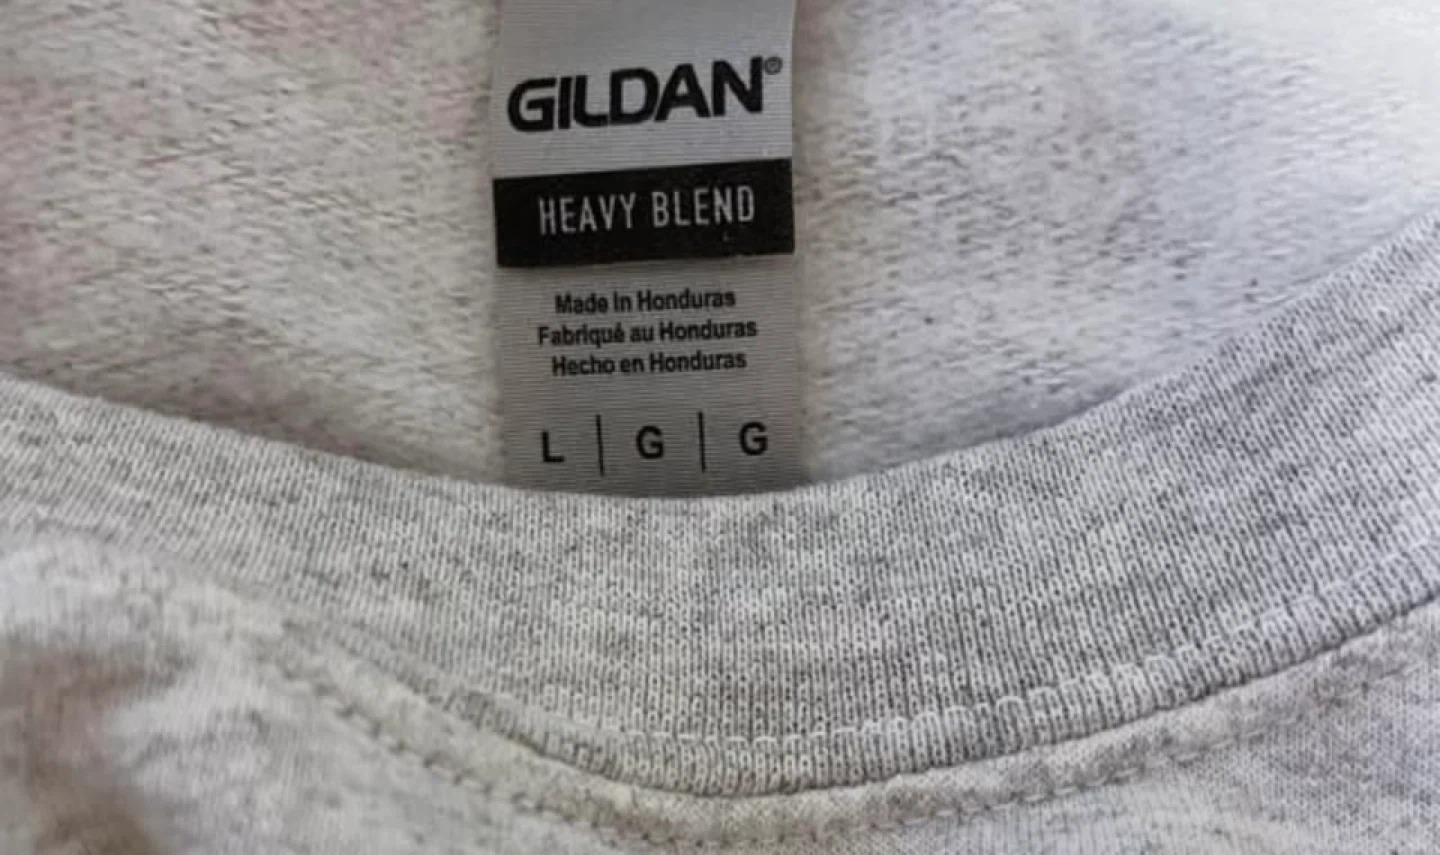 GILDAN®
HEAVY BLEND
Made in Honduras
Fabriqué au Honduras
Hecho en Honduras
L | G | G